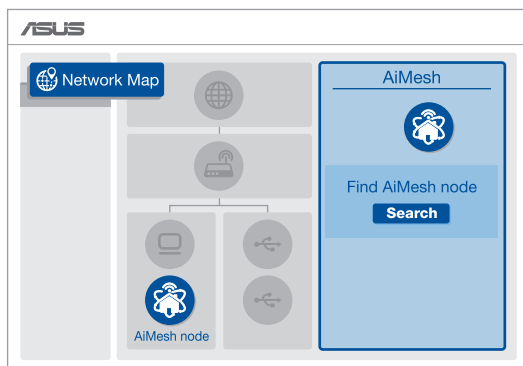 ASUS
Network Map
AiMesh
Find AiMesh node
Search
AiMesh node